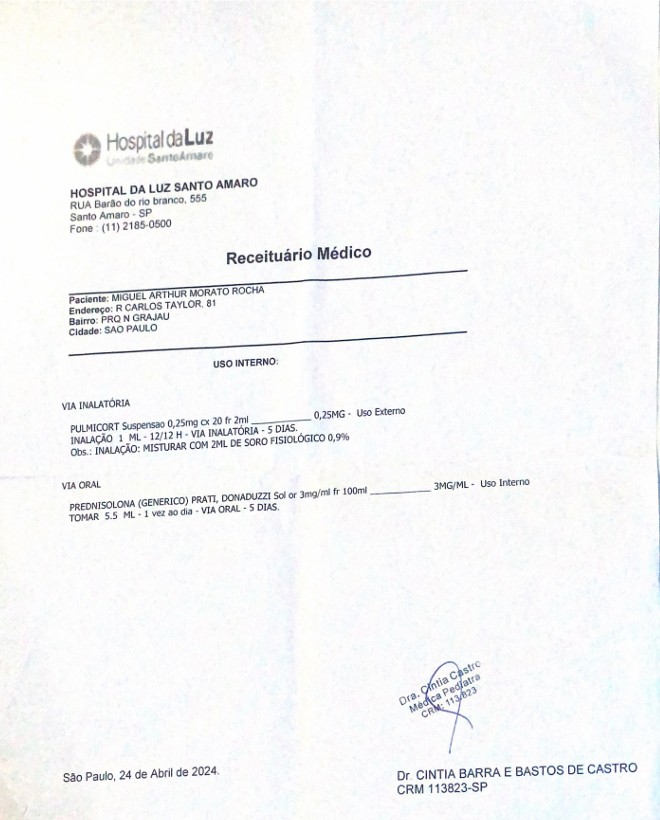 Hospital da Luz
Unidade Santo Amaro
HOSPITAL DA LUZ SANTO AMARO
RUA Barão do rio branco, 555
Santo Amaro - SP
Fone : (11) 2185-0500
Receituário Médico
Paciente: MIGUEL ARTHUR MORATO ROCHA
Endereço: R CARLOS TAYLOR, 81
Bairro: PRQ N GRAJAU
Cidade: SAO PAULO
USO INTERNO:
VIA INALATÓRIA
PULMICORT Suspensao 0,25mg cx 20 fr 2ml ____________ 0,25MG - Uso Externo
INALAÇÃO 1 ML - 12/12 H - VIA INALATÓRIA - 5 DIAS.
Obs.: INALAÇÃO: MISTURAR COM 2ML DE SORO FISIOLÓGICO 0,9%
VIA ORAL
PREDNISOLONA (GENERICO) PRATI, DONADUZZI Sol or 3mg/ml fr 100ml ____________ 3MG/ML - Uso Interno
TOMAR 5.5 ML - 1 vez ao dia - VIA ORAL - 5 DIAS.
Dra. Cintia Castro
Médica Pediatra
CRM: 113.823
São Paulo, 24 de Abril de 2024.
Dr. CINTIA BARRA E BASTOS DE CASTRO
CRM 113823-SP